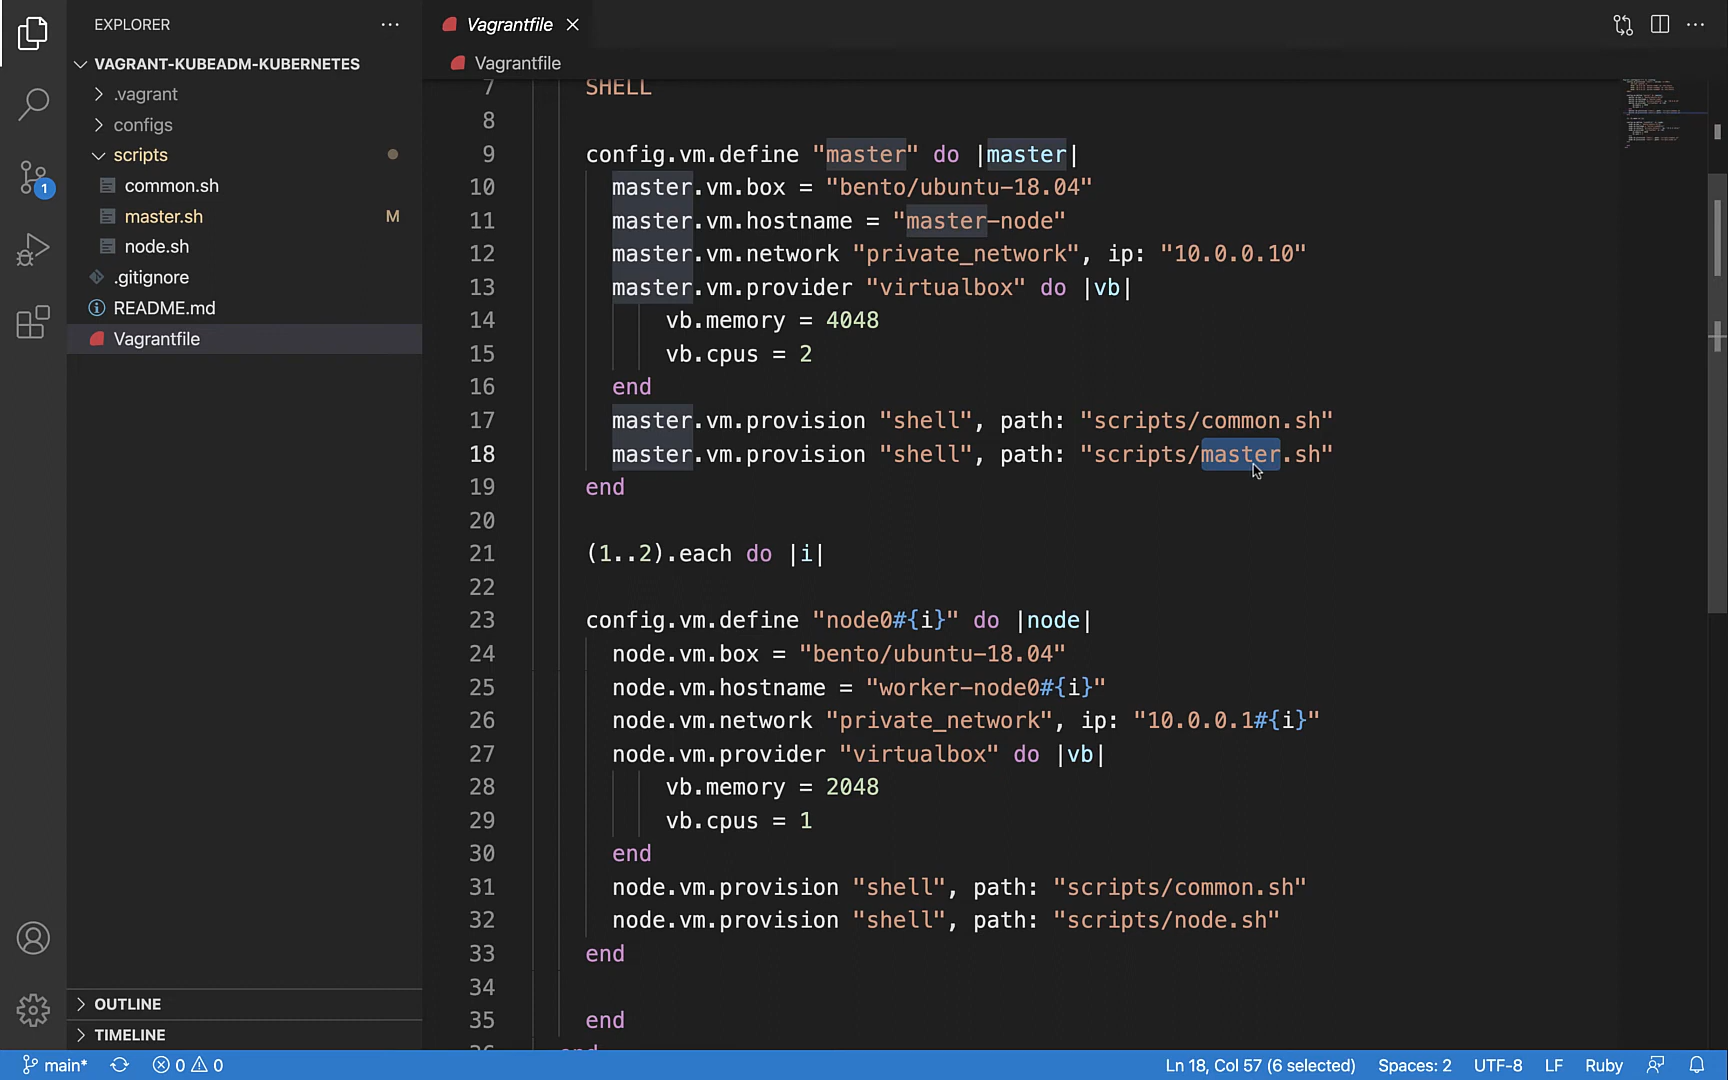 EXPLORER
VAGRANT-KUBEADM-KUBERNETES
.vagrant
configs
scripts
common.sh
master.sh M
node.sh
.gitignore
README.md
Vagrantfile
1
OUTLINE
TIMELINE
Vagrantfile
Vagrantfile
7 SHELL
8
9 config.vm.define "master" do |master|
10 master.vm.box = "bento/ubuntu-18.04"
11 master.vm.hostname = "master-node"
12 master.vm.network "private_network", ip: "10.0.0.10"
13 master.vm.provider "virtualbox" do |vb|
14 vb.memory = 4048
15 vb.cpus = 2
16 end
17 master.vm.provision "shell", path: "scripts/common.sh"
18 master.vm.provision "shell", path: "scripts/master.sh"
19 end
20
21 (1..2).each do |i|
22
23 config.vm.define "node0#{i}" do |node|
24 node.vm.box = "bento/ubuntu-18.04"
25 node.vm.hostname = "worker-node0#{i}"
26 node.vm.network "private_network", ip: "10.0.0.1#{i}"
27 node.vm.provider "virtualbox" do |vb|
28 vb.memory = 2048
29 vb.cpus = 1
30 end
31 node.vm.provision "shell", path: "scripts/common.sh"
32 node.vm.provision "shell", path: "scripts/node.sh"
33 end
34
35 end
main* 0 0 Ln 18, Col 57 (6 selected) Spaces: 2 UTF-8 LF Ruby